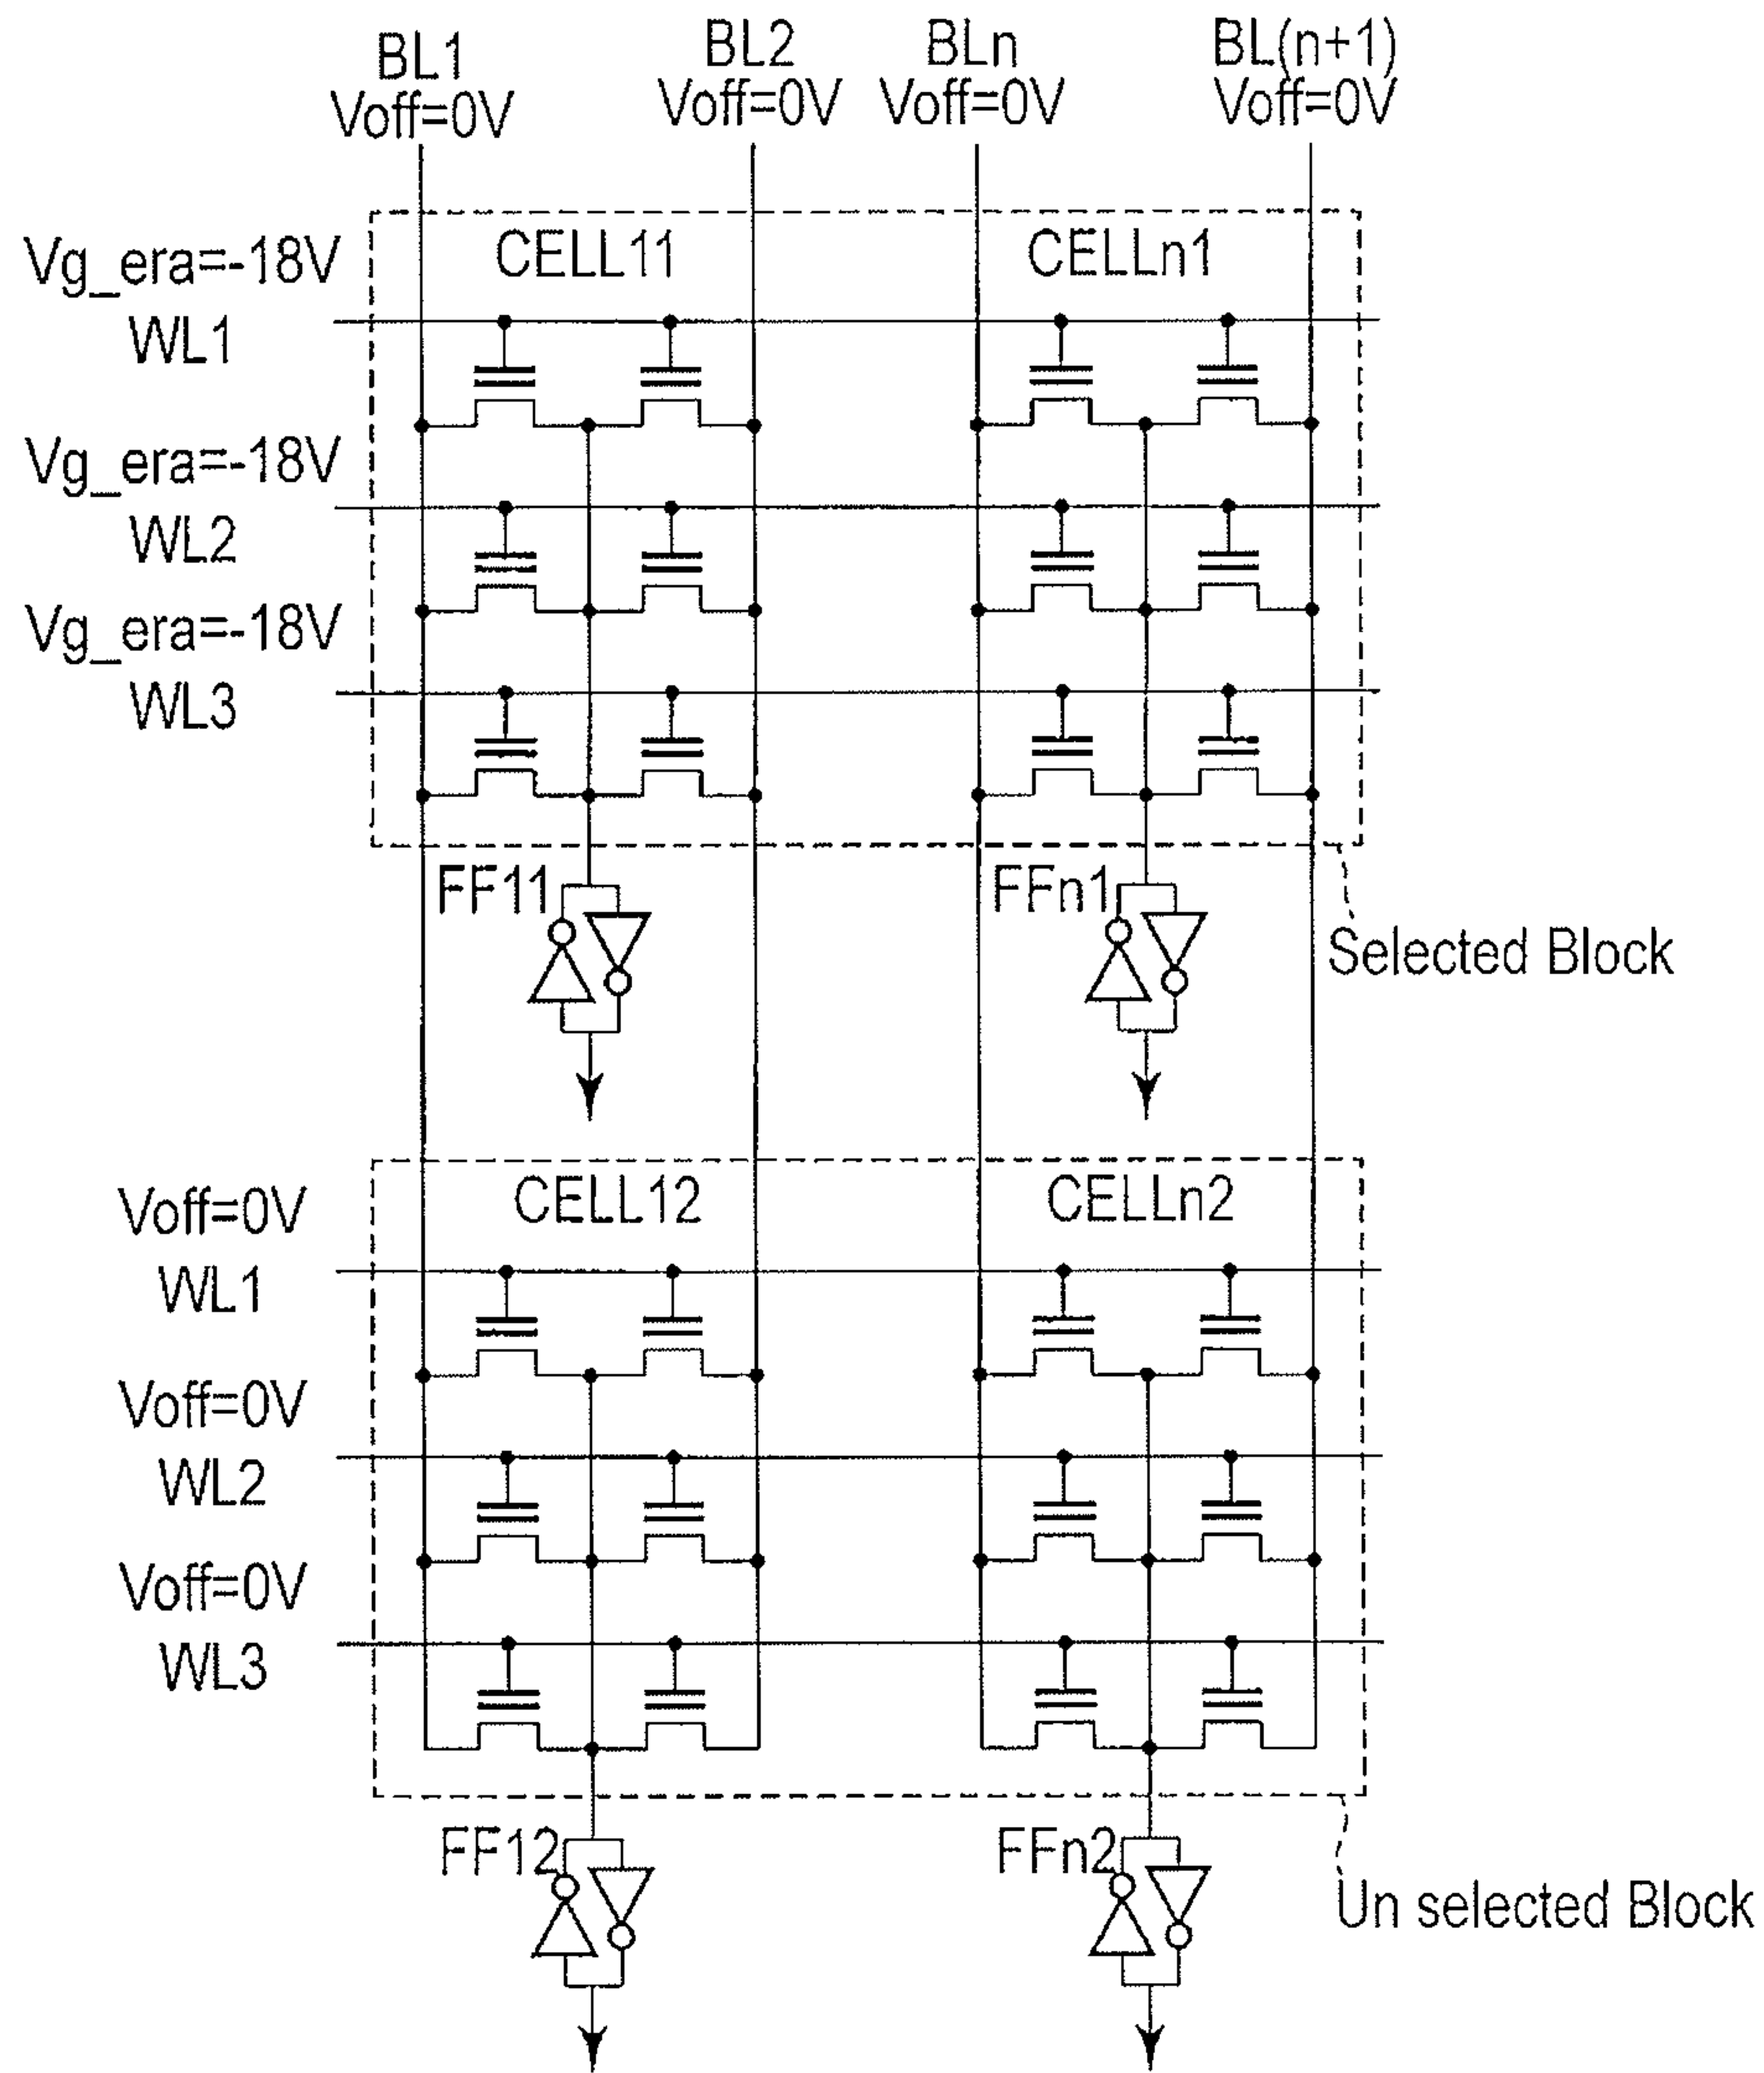 BL1
Voff=0V
BL2
Voff=0V
BLn
Voff=0V
BL(n+1)
Voff=0V
CELL11
CELLn1
Vg_era=-18V
WL1
Vg_era=-18V
WL2
Vg_era=-18V
WL3
FF11
FFn1
Selected Block
CELL12
CELLn2
Voff=0V
WL1
Voff=0V
WL2
Voff=0V
WL3
FF12
FFn2
Un selected Block